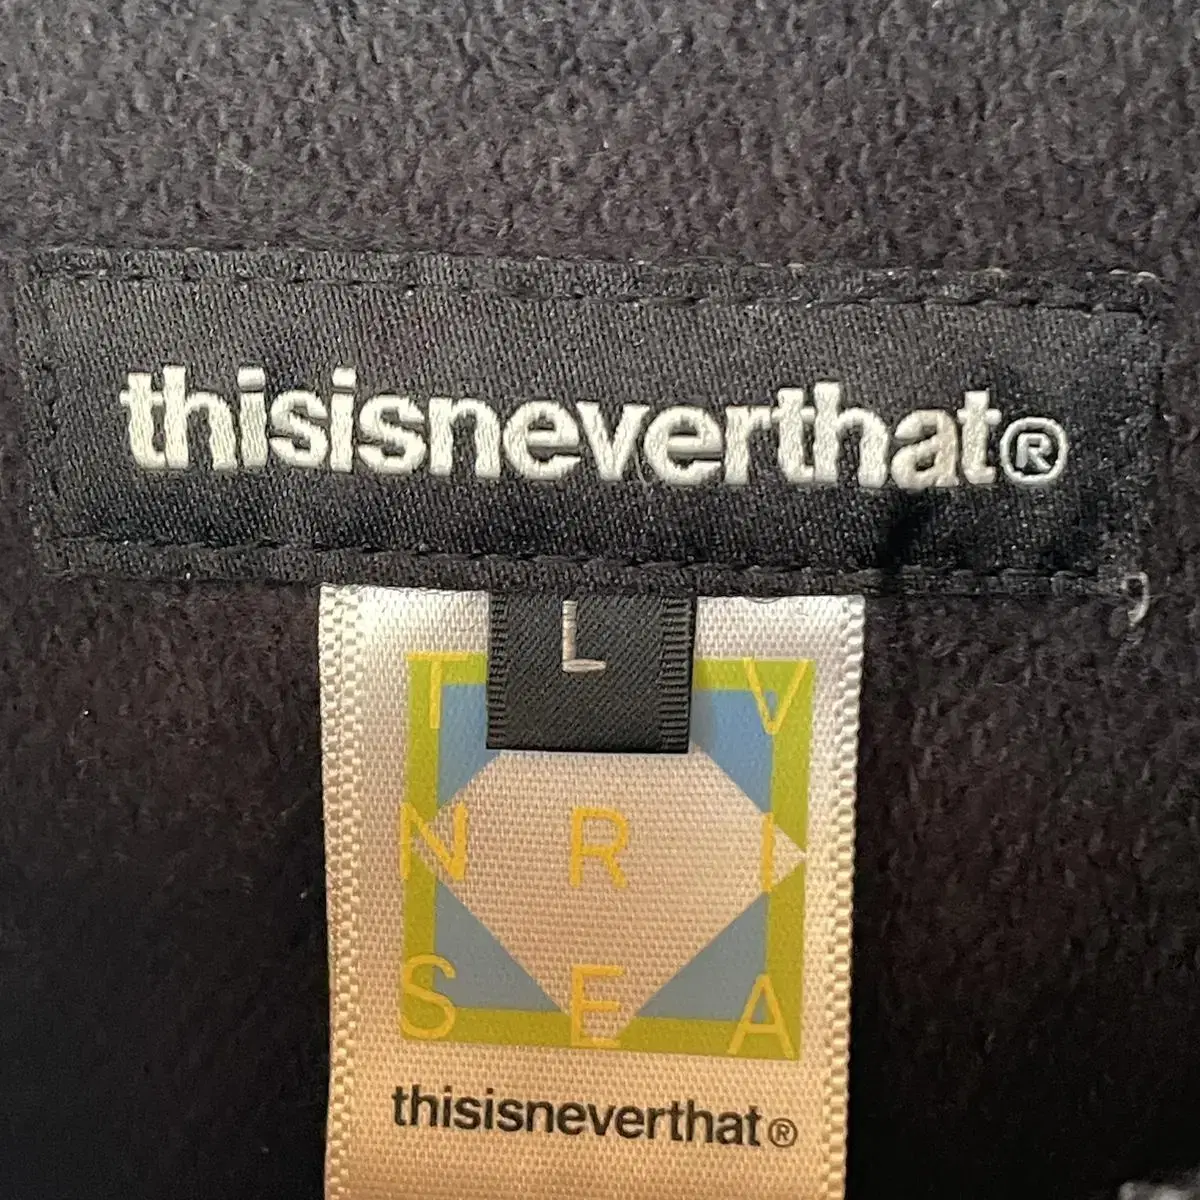 thisisneverthat®
L
T V
N R I
S E A
thisisneverthat®